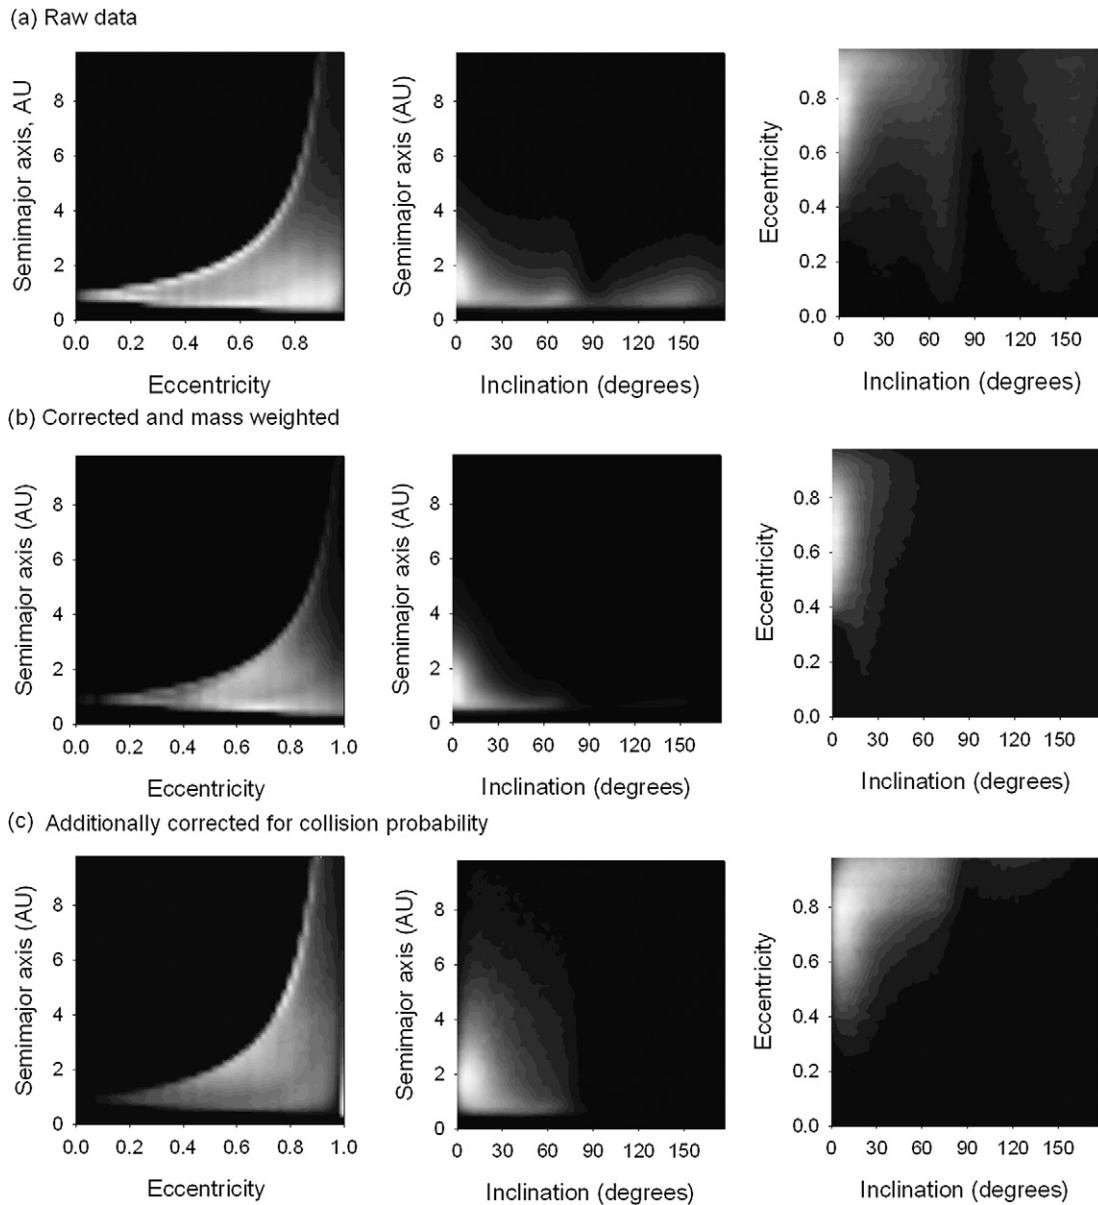 (a) Raw data
Semimajor axis, AU
8
6
4
2
0
0.0 0.2 0.4 0.6 0.8
Eccentricity
Semimajor axis (AU)
8
6
4
2
0
0 30 60 90 120 150
Inclination (degrees)
Eccentricity
0.8
0.6
0.4
0.2
0.0
0 30 60 90 120 150
Inclination (degrees)
(b) Corrected and mass weighted
Semimajor axis (AU)
8
6
4
2
0
0.0 0.2 0.4 0.6 0.8 1.0
Eccentricity
Semimajor axis (AU)
8
6
4
2
0
0 30 60 90 120 150
Inclination (degrees)
Eccentricity
0.8
0.6
0.4
0.2
0.0
0 30 60 90 120 150
Inclination (degrees)
(c) Additionally corrected for collision probability
Semimajor axis (AU)
8
6
4
2
0
0.0 0.2 0.4 0.6 0.8 1.0
Eccentricity
Semimajor axis (AU)
8
6
4
2
0
0 30 60 90 120 150
Inclination (degrees)
Eccentricity
0.8
0.6
0.4
0.2
0.0
0 30 60 90 120 150
Inclination (degrees)